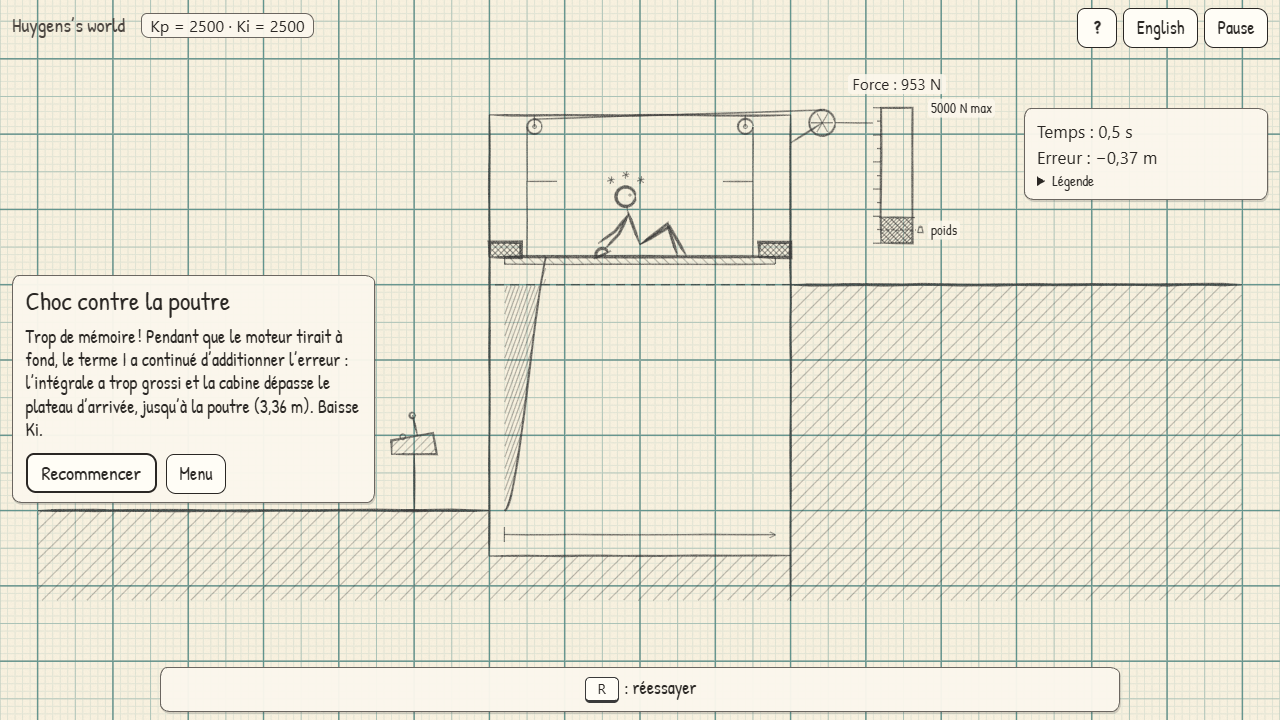 Huygens's world
Kp = 2500 · Ki = 2500
?
English
Pause
Force : 953 N
5000 N max
poids
Temps : 0,5 s
Erreur : −0,37 m
Légende
Choc contre la poutre
Trop de mémoire ! Pendant que le moteur tirait à
fond, le terme I a continué d'additionner l'erreur :
l'intégrale a trop grossi et la cabine dépasse le
plateau d'arrivée, jusqu'à la poutre (3,36 m). Baisse
Ki.
Recommencer
Menu
R : réessayer